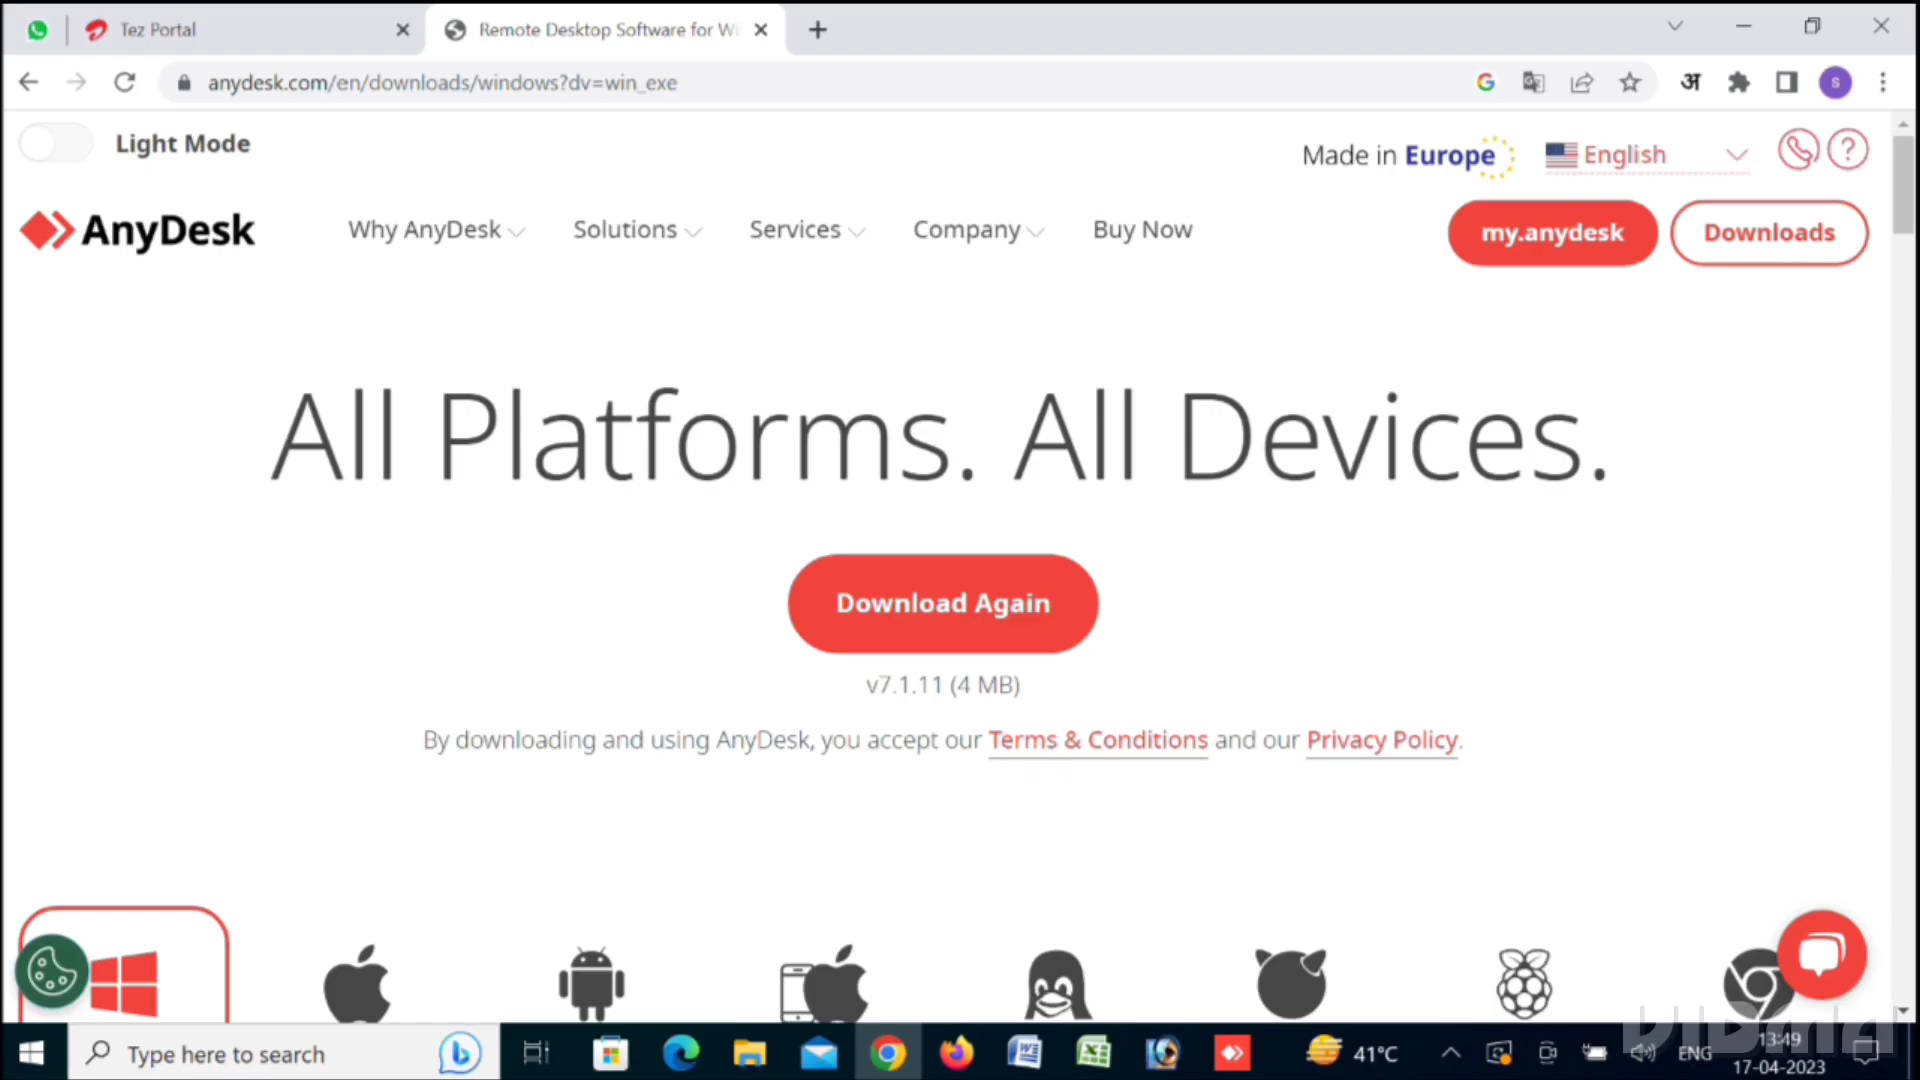 Tez Portal
Remote Desktop Software for Wi
anydesk.com/en/downloads/windows?dv=win_exe
अ
S
Light Mode
Made in Europe
English
?
AnyDesk
Why AnyDesk
Solutions
Services
Company
Buy Now
my.anydesk
Downloads
All Platforms. All Devices.
Download Again
v7.1.11 (4 MB)
By downloading and using AnyDesk, you accept our Terms & Conditions and our Privacy Policy.
Type here to search
41°C
ENG
13:49
17-04-2023